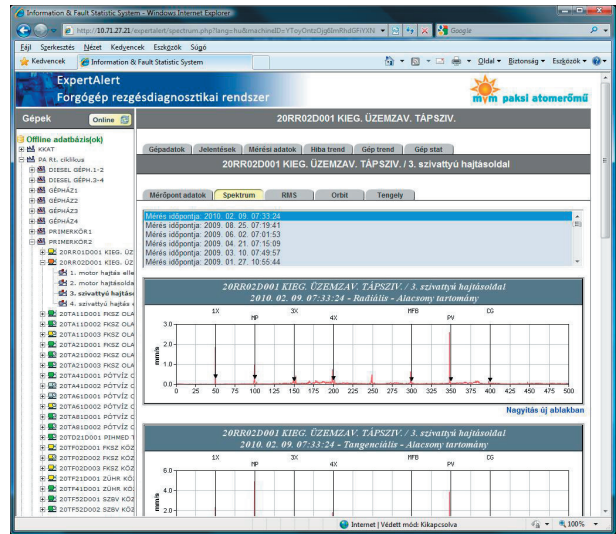 Information & Fault Statistic System - Windows Internet Explorer
http://10.71.27.21/expertalert/spectrum.php?lang=hu&machineID=
Google
Fájl Szerkesztés Nézet Kedvencek Eszközök Súgó
Kedvencek Information & Fault Statistic System
Oldal Biztonság Eszközök
ExpertAlert
Forgógép rezgésdiagnosztikai rendszer
mvm paksi atomerőmű
Gépek Online
20RR02D001 KIEG. ÜZEMZAV. TÁPSZIV.
Offline adatbázis(ok)
KKAT
PA Rt. ciklikus
DIESEL GÉPH.1-2
DIESEL GÉPH.3-4
GÉPHÁZ1
GÉPHÁZ2
GÉPHÁZ3
GÉPHÁZ4
PRIMERKÖR1
PRIMERKÖR2
20RR01D001 KIEG. ÜZ
20RR02D001 KIEG. ÜZ
1. motor hajtás elle
2. motor hajtásolda
3. szivattyú hajtáso
4. szivattyú hajtás e
20TA11D001 FKSZ OLA
20TA11D002 FKSZ OLA
20TA11D003 FKSZ OLA
20TA21D001 FKSZ OLA
20TA21D002 FKSZ OLA
20TA21D003 FKSZ OLA
20TA41D001 PÓTVÍZ C
20TA41D002 PÓTVÍZ C
20TA61D001 PÓTVÍZ C
20TA61D002 PÓTVÍZ C
20TA81D001 PÓTVÍZ C
20TA81D002 PÓTVÍZ C
20TD21D001 PIHMED T
20TF02D001 FKSZ KÖZ
20TF02D002 FKSZ KÖZ
20TF02D003 FKSZ KÖZ
20TF21D001 ZÜHR KÖ
20TF41D001 ZÜHR KÖ
20TF52D001 SZBV KÖZ
20TF52D002 SZBV KÖZ
Gépadatok Jelentések Mérési adatok Hiba trend Gép trend Gép stat
20RR02D001 KIEG. ÜZEMZAV. TÁPSZIV. / 3. szivattyú hajtásoldal
Mérőpont adatok Spektrum RMS Orbit Tengely
Mérés időpontja: 2010. 02. 09. 07:33:24
Mérés időpontja: 2009. 08. 25. 07:19:41
Mérés időpontja: 2009. 06. 02. 07:01:53
Mérés időpontja: 2009. 04. 21. 07:15:09
Mérés időpontja: 2009. 03. 10. 07:49:57
Mérés időpontja: 2009. 01. 27. 10:55:44
20RR02D001 KIEG. ÜZEMZAV. TÁPSZIV. / 3. szivattyú hajtásoldal
2010. 02. 09. 07:33:24 - Radiális - Alacsony tartomány
1X MP 3X 4X MFB PV CG
3.0
2.0
1.0
0.0
mm/s
0 25 50 75 100 125 150 175 200 225 250 275 300 325 350 375 400 425 450 475 500
Nagyítás új ablakban
20RR02D001 KIEG. ÜZEMZAV. TÁPSZIV. / 3. szivattyú hajtásoldal
2010. 02. 09. 07:33:24 - Tangenciális - Alacsony tartomány
1X MP 3X 4X MFB PV CG
6.0
4.0
2.0
mm/s
Internet | Védett mód: Kikapcsolva
100%